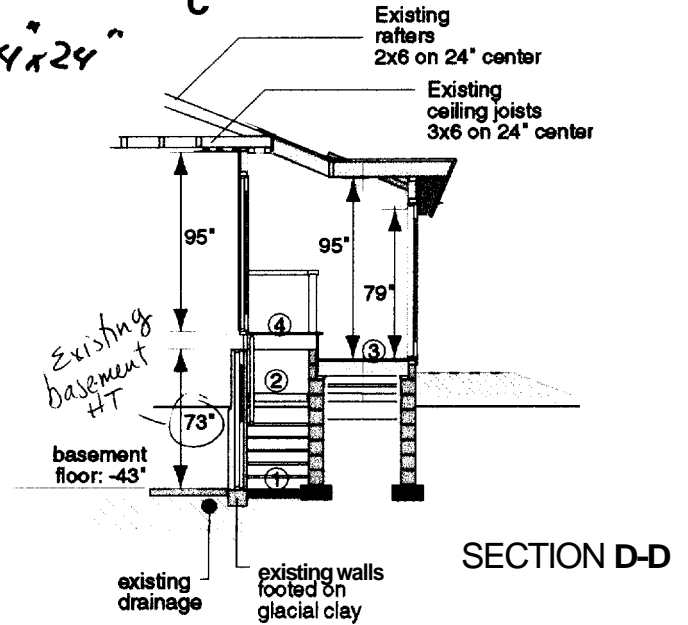 C
4"x24"
Existing
rafters
2x6 on 24" center
Existing
ceiling joists
3x6 on 24" center
95"
95"
79"
4
3
Existing
basement
HT
2
73"
basement
floor: -43"
1
SECTION D-D
existing
drainage
existing walls
footed on
glacial clay